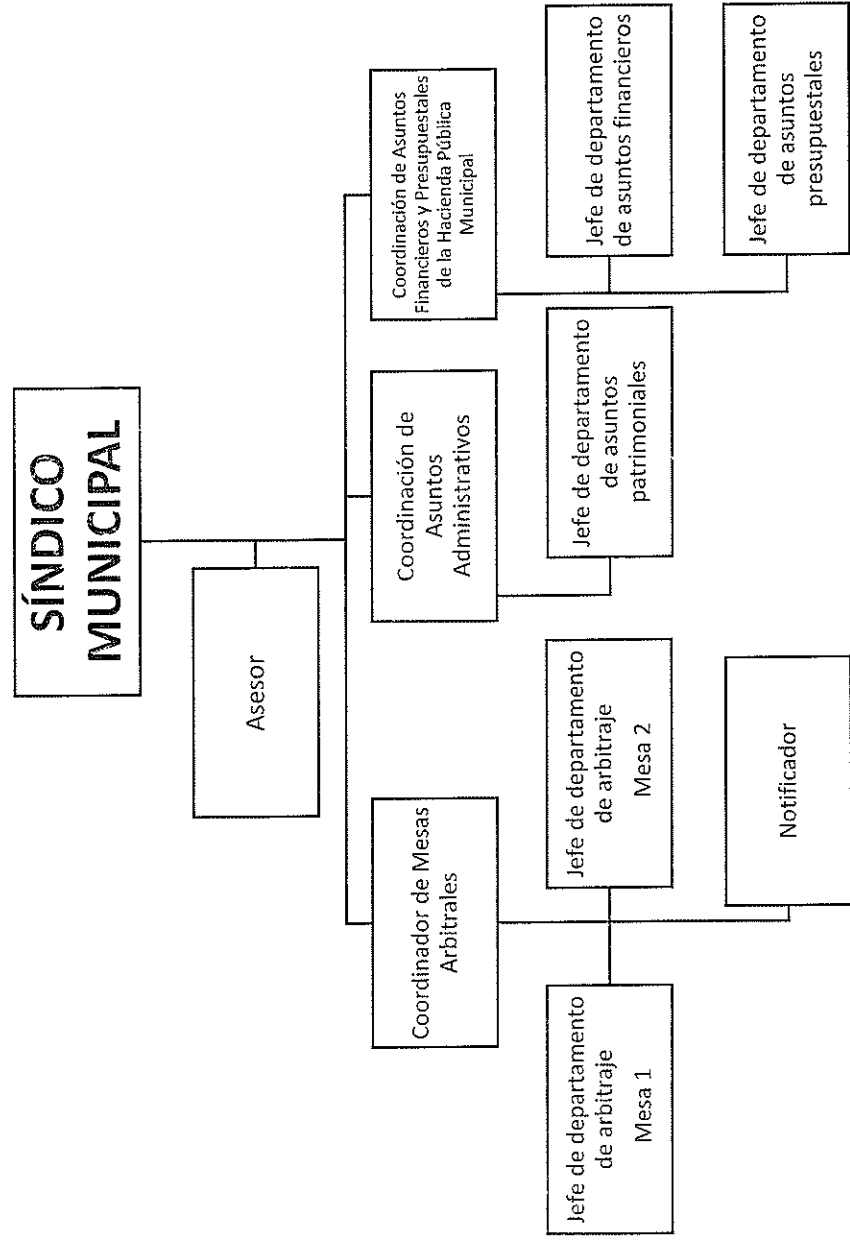 SÍNDICO
MUNICIPAL
Asesor
Coordinador de Mesas
Arbitrales
Coordinación de
Asuntos
Administrativos
Coordinación de Asuntos
Financieros y Presupuestales
de la Hacienda Pública
Municipal
Jefe de departamento
de arbitraje
Mesa 1
Jefe de departamento
de arbitraje
Mesa 2
Jefe de departamento
de asuntos
patrimoniales
Jefe de departamento
de asuntos financieros
Notificador
Jefe de departamento
de asuntos
presupuestales